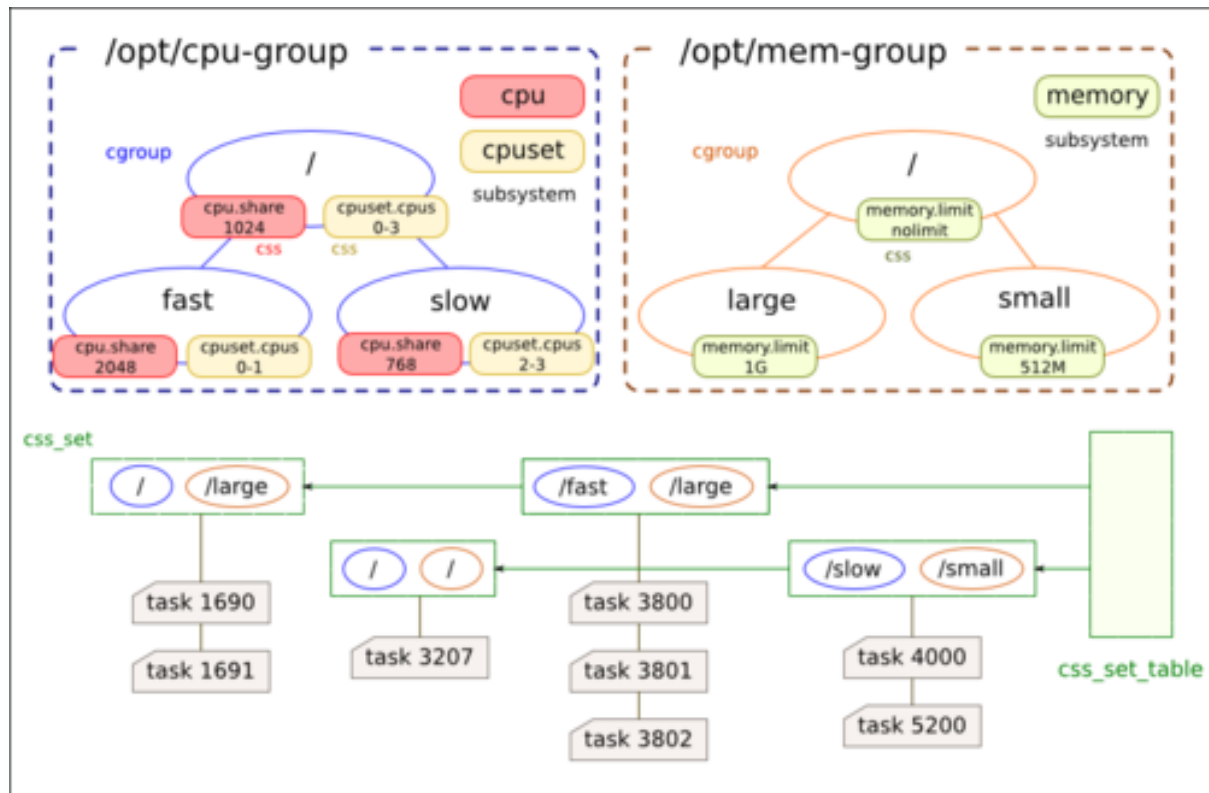 /opt/cpu-group
/opt/mem-group
cpu
cpuset
subsystem
memory
subsystem
cgroup
/
cpu.share
1024
cpuset.cpus
0-3
css
css
fast
cpu.share
2048
cpuset.cpus
0-1
slow
cpu.share
768
cpuset.cpus
2-3
cgroup
/
memory.limit
nolimit
css
large
memory.limit
1G
small
memory.limit
512M
css_set
/ /large
/fast /large
/ /
/slow /small
task 1690
task 1691
task 3207
task 3800
task 3801
task 3802
task 4000
task 5200
css_set_table